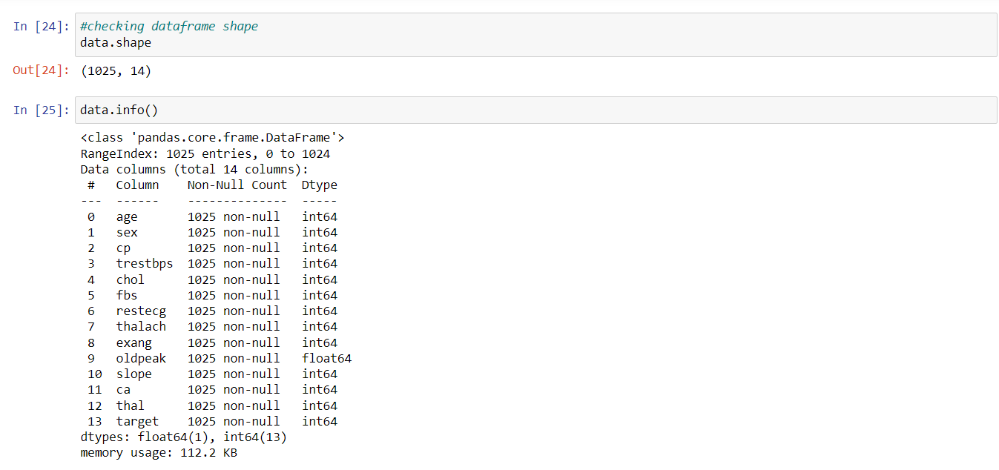 In [24]: #checking dataframe shape
data.shape
Out[24]: (1025, 14)
In [25]: data.info()
<class 'pandas.core.frame.DataFrame'>
RangeIndex: 1025 entries, 0 to 1024
Data columns (total 14 columns):
 #   Column    Non-Null Count  Dtype
---  ------    --------------  -----
 0   age       1025 non-null   int64
 1   sex       1025 non-null   int64
 2   cp        1025 non-null   int64
 3   trestbps  1025 non-null   int64
 4   chol      1025 non-null   int64
 5   fbs       1025 non-null   int64
 6   restecg   1025 non-null   int64
 7   thalach   1025 non-null   int64
 8   exang     1025 non-null   int64
 9   oldpeak   1025 non-null   float64
 10  slope     1025 non-null   int64
 11  ca        1025 non-null   int64
 12  thal      1025 non-null   int64
 13  target    1025 non-null   int64
dtypes: float64(1), int64(13)
memory usage: 112.2 KB